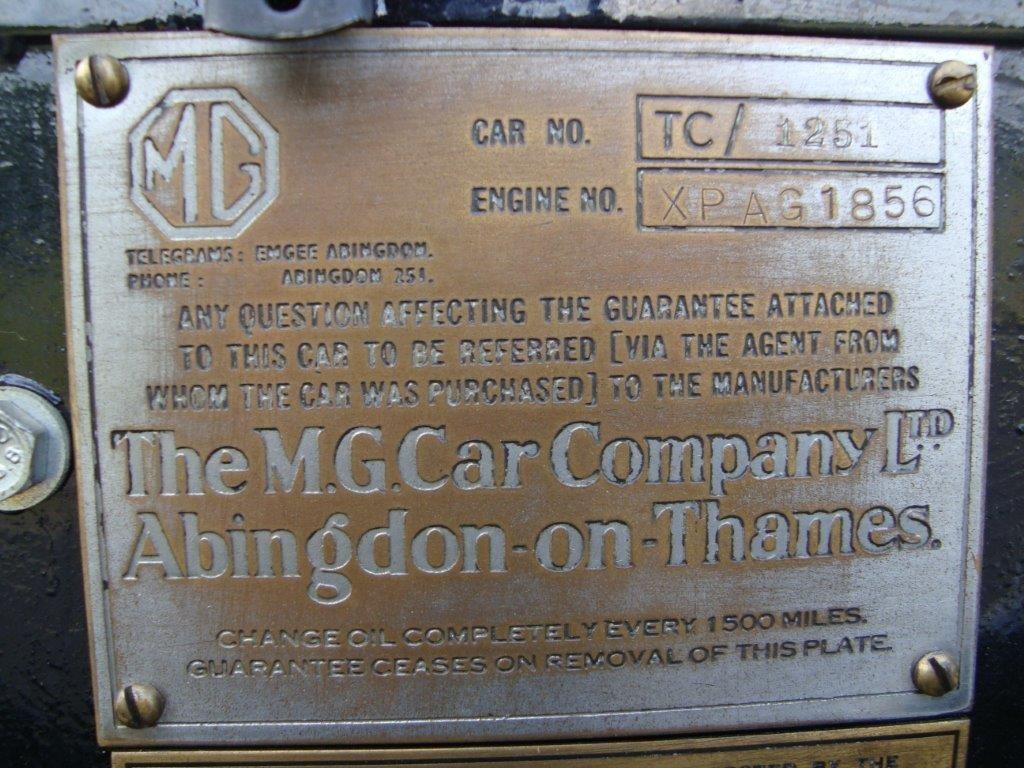 MG
CAR NO. TC/ 1251
ENGINE NO. XPAG1856
TELEGRAMS: EMGEE ABINGDON.
PHONE: ABINGDON 251.
ANY QUESTION AFFECTING THE GUARANTEE ATTACHED
TO THIS CAR TO BE REFERRED [VIA THE AGENT FROM
WHOM THE CAR WAS PURCHASED] TO THE MANUFACTURERS
The M.G. Car Company LTD
Abingdon-on-Thames.
CHANGE OIL COMPLETELY EVERY 1500 MILES.
GUARANTEE CEASES ON REMOVAL OF THIS PLATE.
BY THE